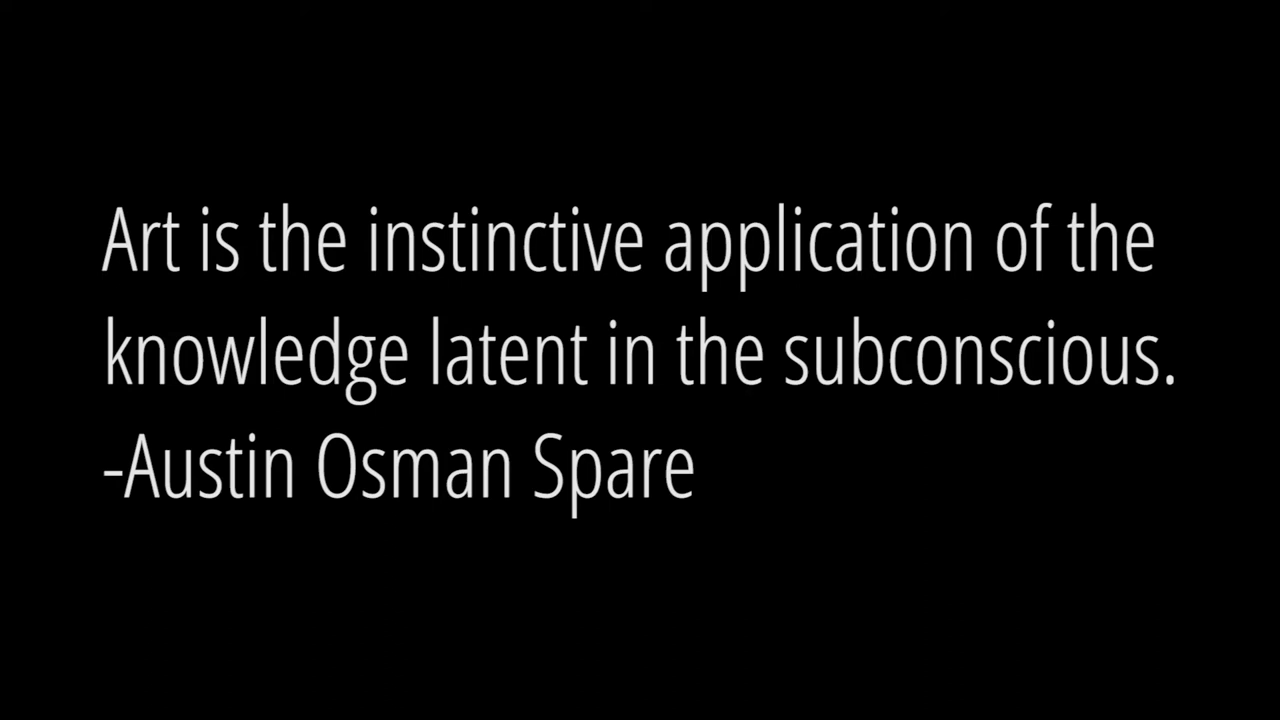 Art is the instinctive application of the
knowledge latent in the subconscious.
-Austin Osman Spare